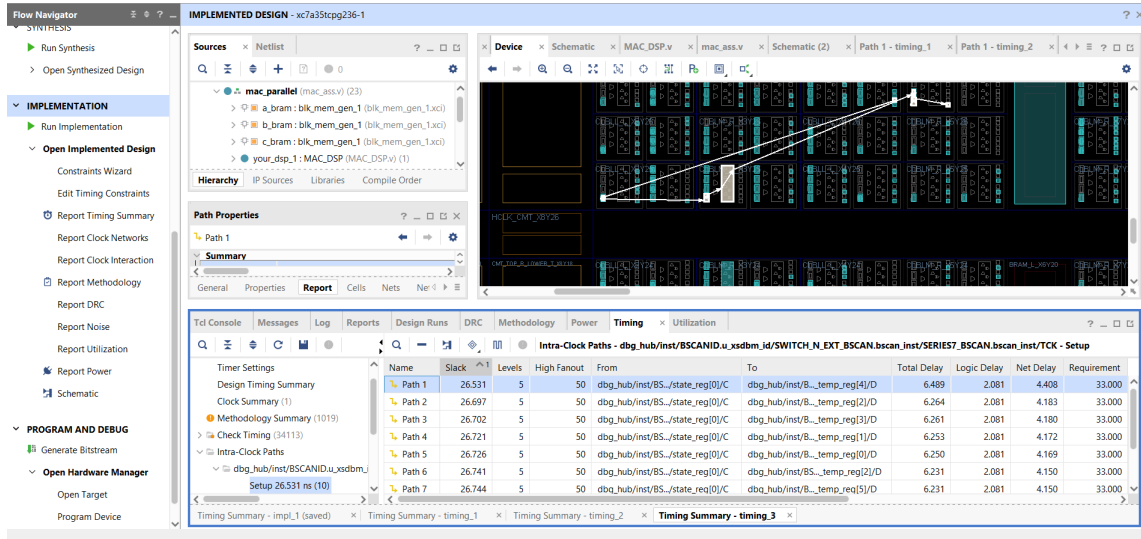 Flow Navigator
SYNTHESIS
Run Synthesis
Open Synthesized Design
IMPLEMENTATION
Run Implementation
Open Implemented Design
Constraints Wizard
Edit Timing Constraints
Report Timing Summary
Report Clock Networks
Report Clock Interaction
Report Methodology
Report DRC
Report Noise
Report Utilization
Report Power
Schematic
PROGRAM AND DEBUG
Generate Bitstream
Open Hardware Manager
Open Target
Program Device
IMPLEMENTED DESIGN - xc7a35tcpg236-1
Sources Netlist
0
mac_parallel (mac_ass.v) (23)
a_bram : blk_mem_gen_1 (blk_mem_gen_1.xci)
b_bram : blk_mem_gen_1 (blk_mem_gen_1.xci)
c_bram : blk_mem_gen_1 (blk_mem_gen_1.xci)
your_dsp_1 : MAC_DSP (MAC_DSP.v) (1)
Hierarchy IP Sources Libraries Compile Order
Path Properties
Path 1
Summary
General Properties Report Cells Nets
Device Schematic MAC_DSP.v mac_ass.v Schematic (2) Path 1 - timing_1 Path 1 - timing_2
Tcl Console Messages Log Reports Design Runs DRC Methodology Power Timing Utilization
Intra-Clock Paths - dbg_hub/inst/BSCANID.u_xsdbm_id/SWITCH_N_EXT_BSCAN.bscan_inst/SERIES7_BSCAN.bscan_inst/TCK - Setup
Timer Settings
Design Timing Summary
Clock Summary (1)
Methodology Summary (1019)
Check Timing (34113)
Intra-Clock Paths
dbg_hub/inst/BSCANID.u_xsdbm_i
Setup 26.531 ns (10)
Name Slack ^1 Levels High Fanout From To Total Delay Logic Delay Net Delay Requirement
Path 1 26.531 5 50 dbg_hub/inst/BS.../state_reg[0]/C dbg_hub/inst/B..._temp_reg[4]/D 6.489 2.081 4.408 33.000
Path 2 26.697 5 50 dbg_hub/inst/BS.../state_reg[0]/C dbg_hub/inst/B..._temp_reg[2]/D 6.264 2.081 4.183 33.000
Path 3 26.702 5 50 dbg_hub/inst/BS.../state_reg[0]/C dbg_hub/inst/B..._temp_reg[3]/D 6.261 2.081 4.180 33.000
Path 4 26.721 5 50 dbg_hub/inst/BS.../state_reg[0]/C dbg_hub/inst/B..._temp_reg[1]/D 6.253 2.081 4.172 33.000
Path 5 26.726 5 50 dbg_hub/inst/BS.../state_reg[0]/C dbg_hub/inst/B..._temp_reg[0]/D 6.250 2.081 4.169 33.000
Path 6 26.741 5 50 dbg_hub/inst/BS.../state_reg[0]/C dbg_hub/inst/BS..._temp_reg[2]/D 6.231 2.081 4.150 33.000
Path 7 26.744 5 50 dbg_hub/inst/BS.../state_reg[0]/C dbg_hub/inst/B..._temp_reg[5]/D 6.231 2.081 4.150 33.000
Timing Summary - impl_1 (saved) Timing Summary - timing_1 Timing Summary - timing_2 Timing Summary - timing_3